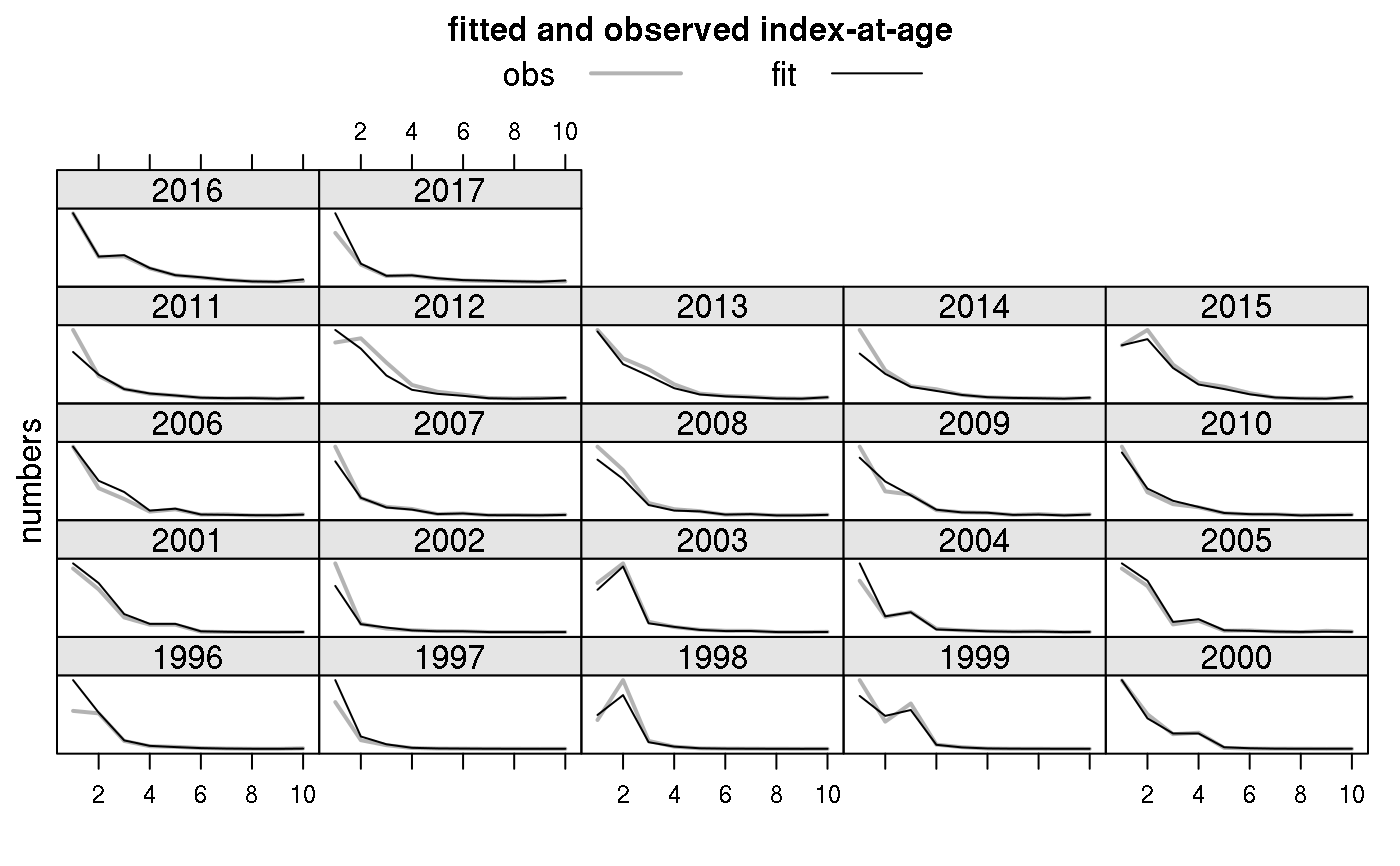 fitted and observed index-at-age
obs fit
2 4 6 8 10
2016 2017
2011 2012 2013 2014 2015
2006 2007 2008 2009 2010
numbers
2001 2002 2003 2004 2005
1996 1997 1998 1999 2000
2 4 6 8 10 2 4 6 8 10 2 4 6 8 10